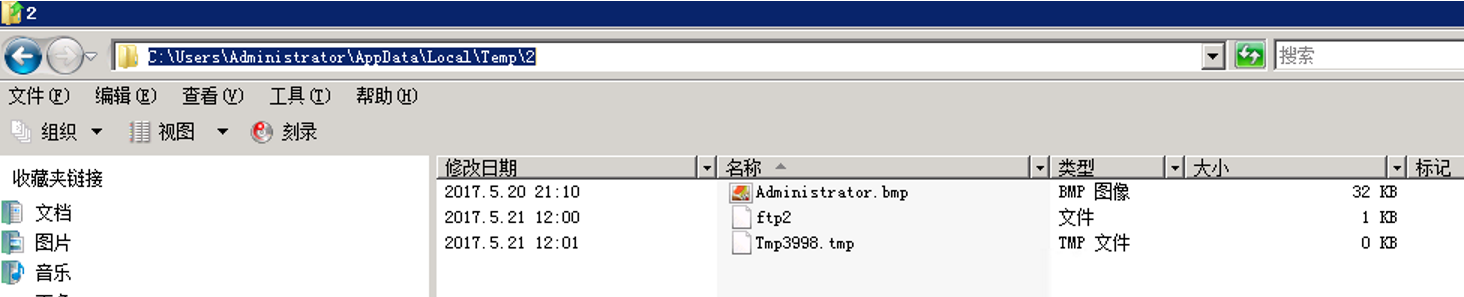 2
C:\Users\Administrator\AppData\Local\Temp\2
搜索
文件(F) 编辑(E) 查看(V) 工具(T) 帮助(H)
组织 视图 刻录
收藏夹链接
文档
图片
音乐
修改日期 名称 类型 大小 标记
2017.5.20 21:10 Administrator.bmp BMP 图像 32 KB
2017.5.21 12:00 ftp2 文件 1 KB
2017.5.21 12:01 Tmp3998.tmp TMP 文件 0 KB